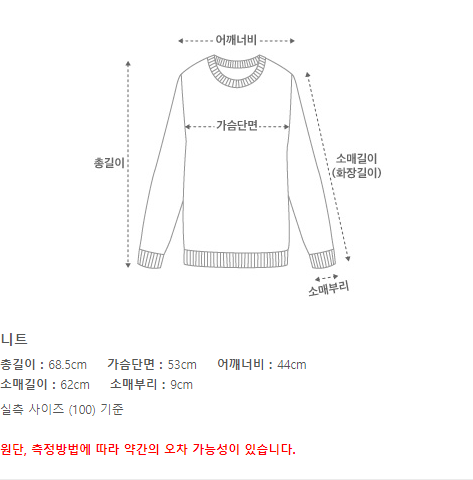 어깨너비
가슴단면
총길이
소매길이
(화장길이)
소매부리
니트
총길이 : 68.5cm 가슴단면 : 53cm 어깨너비 : 44cm
소매길이 : 62cm 소매부리 : 9cm
실측 사이즈 (100) 기준
원단, 측정방법에 따라 약간의 오차 가능성이 있습니다.